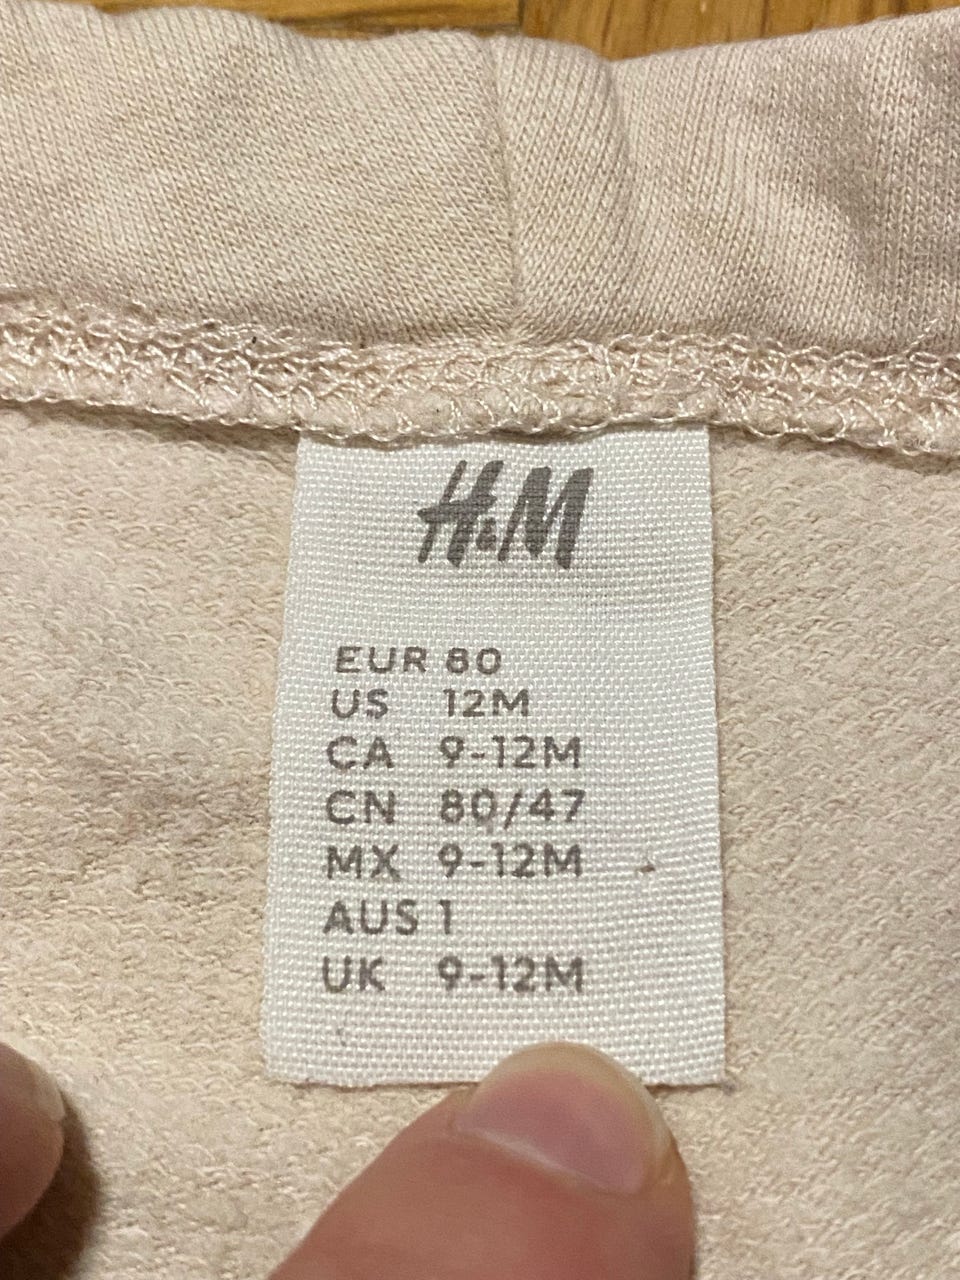 H&M
EUR 80
US 12M
CA 9-12M
CN 80/47
MX 9-12M
AUS 1
UK 9-12M